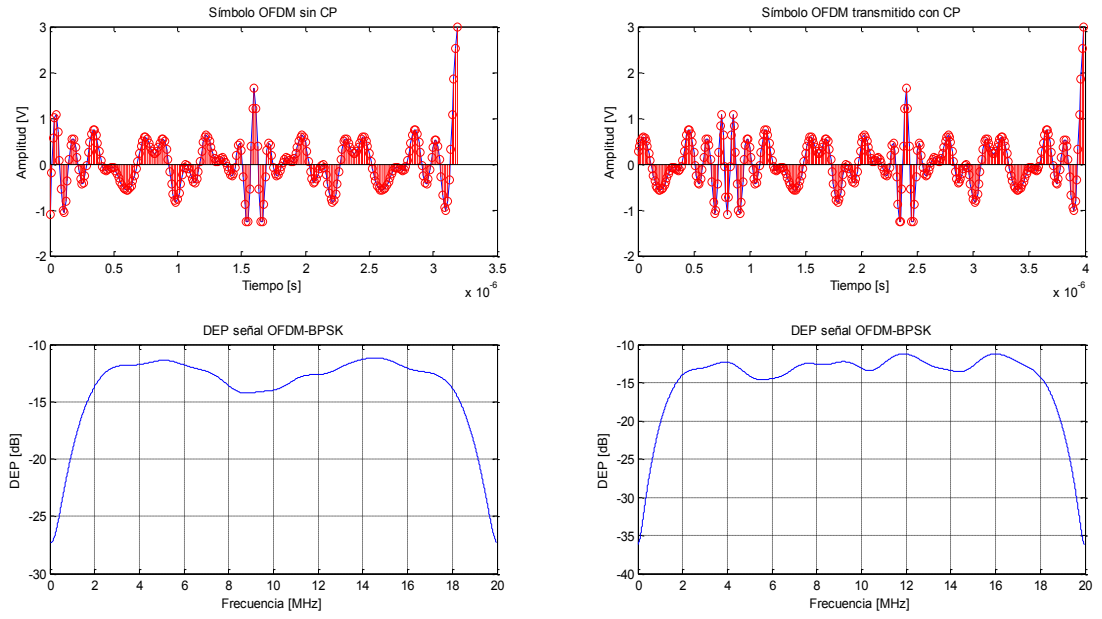 Símbolo OFDM sin CP
Amplitud [V]
3
2
1
0
-1
-2
0 0.5 1 1.5 2 2.5 3 3.5
Tiempo [s]
x 10^-6
Símbolo OFDM transmitido con CP
Amplitud [V]
3
2
1
0
-1
-2
0 0.5 1 1.5 2 2.5 3 3.5 4
Tiempo [s]
x 10^-6
DEP señal OFDM-BPSK
DEP [dB]
-10
-15
-20
-25
-30
0 2 4 6 8 10 12 14 16 18 20
Frecuencia [MHz]
DEP señal OFDM-BPSK
DEP [dB]
-10
-15
-20
-25
-30
-35
-40
0 2 4 6 8 10 12 14 16 18 20
Frecuencia [MHz]